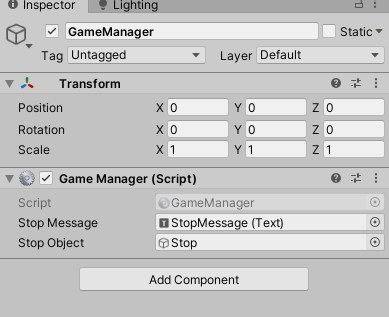 Inspector Lighting
GameManager Static
Tag Untagged Layer Default
Transform
Position X 0 Y 0 Z 0
Rotation X 0 Y 0 Z 0
Scale X 1 Y 1 Z 1
Game Manager (Script)
Script GameManager
Stop Message T StopMessage (Text)
Stop Object Stop
Add Component